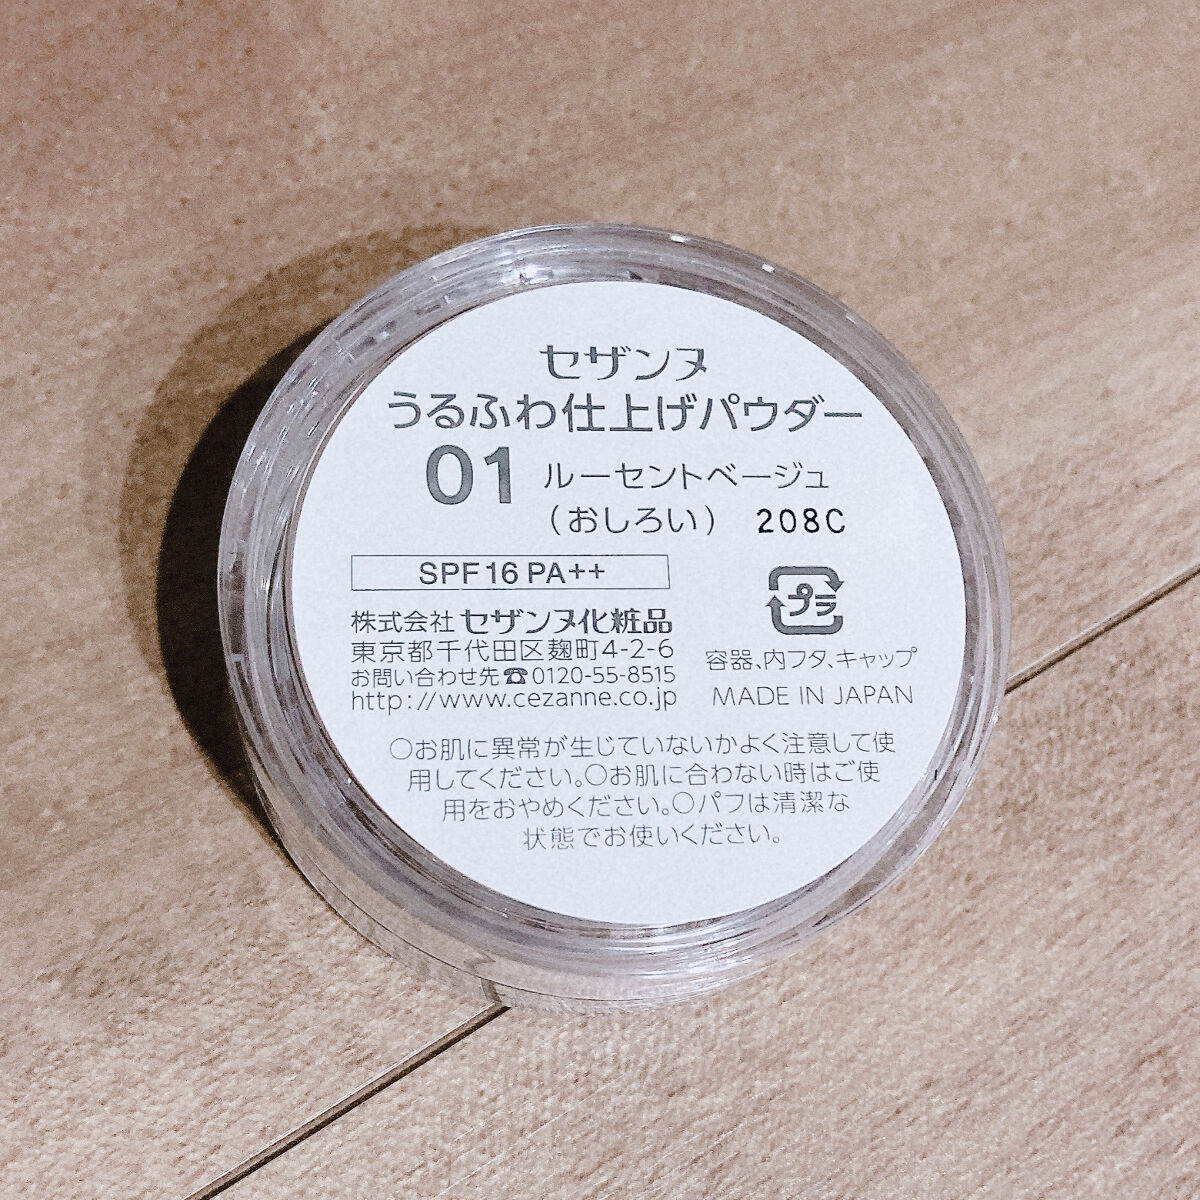 セザンヌ
うるふわ仕上げパウダー
01 ルーセントベージュ
(おしろい) 208C
SPF16 PA++
株式会社 セザンヌ化粧品
東京都千代田区麹町4-2-6
お問い合わせ先☎0120-55-8515
http://www.cezanne.co.jp
プラ
容器、内フタ、キャップ
MADE IN JAPAN
○お肌に異常が生じていないかよく注意して使
用してください。○お肌に合わない時はご使
用をおやめください。○パフは清潔な
状態でお使いください。